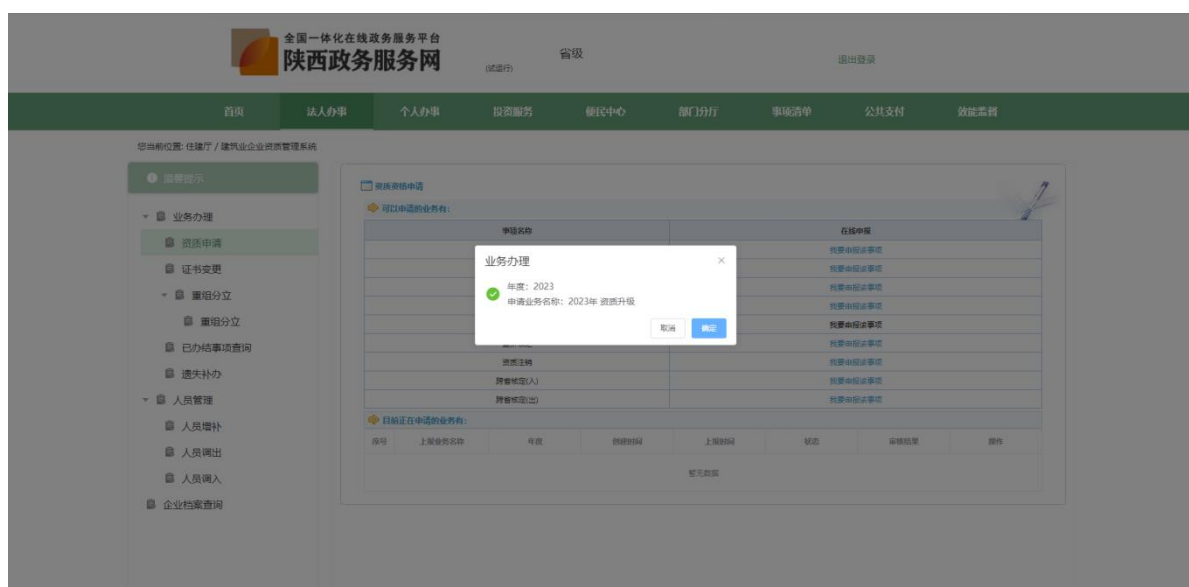 全国一体化在线政务服务平台
陕西政务服务网
(试运行)
省级
退出登录
首页 法人办事 个人办事 投资服务 便民中心 部门分厅 事项清单 公共支付 效能监督
您当前位置: 住建厅 / 建筑业企业资质管理系统
温馨提示
业务办理
资质申请
证书变更
重组分立
重组分立
已办结事项查询
遗失补办
人员管理
人员增补
人员调出
人员调入
企业档案查询
资质资格申请
可以申请的业务有:
事项名称 在线申报
我要申报该事项
我要申报该事项
我要申报该事项
我要申报该事项
我要申报该事项
我要申报该事项
资质注销 我要申报该事项
跨省核定(入) 我要申报该事项
跨省核定(出) 我要申报该事项
业务办理
年度: 2023
申请业务名称: 2023年 资质升级
取消 确定
目前正在申请的业务有:
序号 上报业务名称 年度 创建时间 上报时间 状态 审核结果 操作
暂无数据